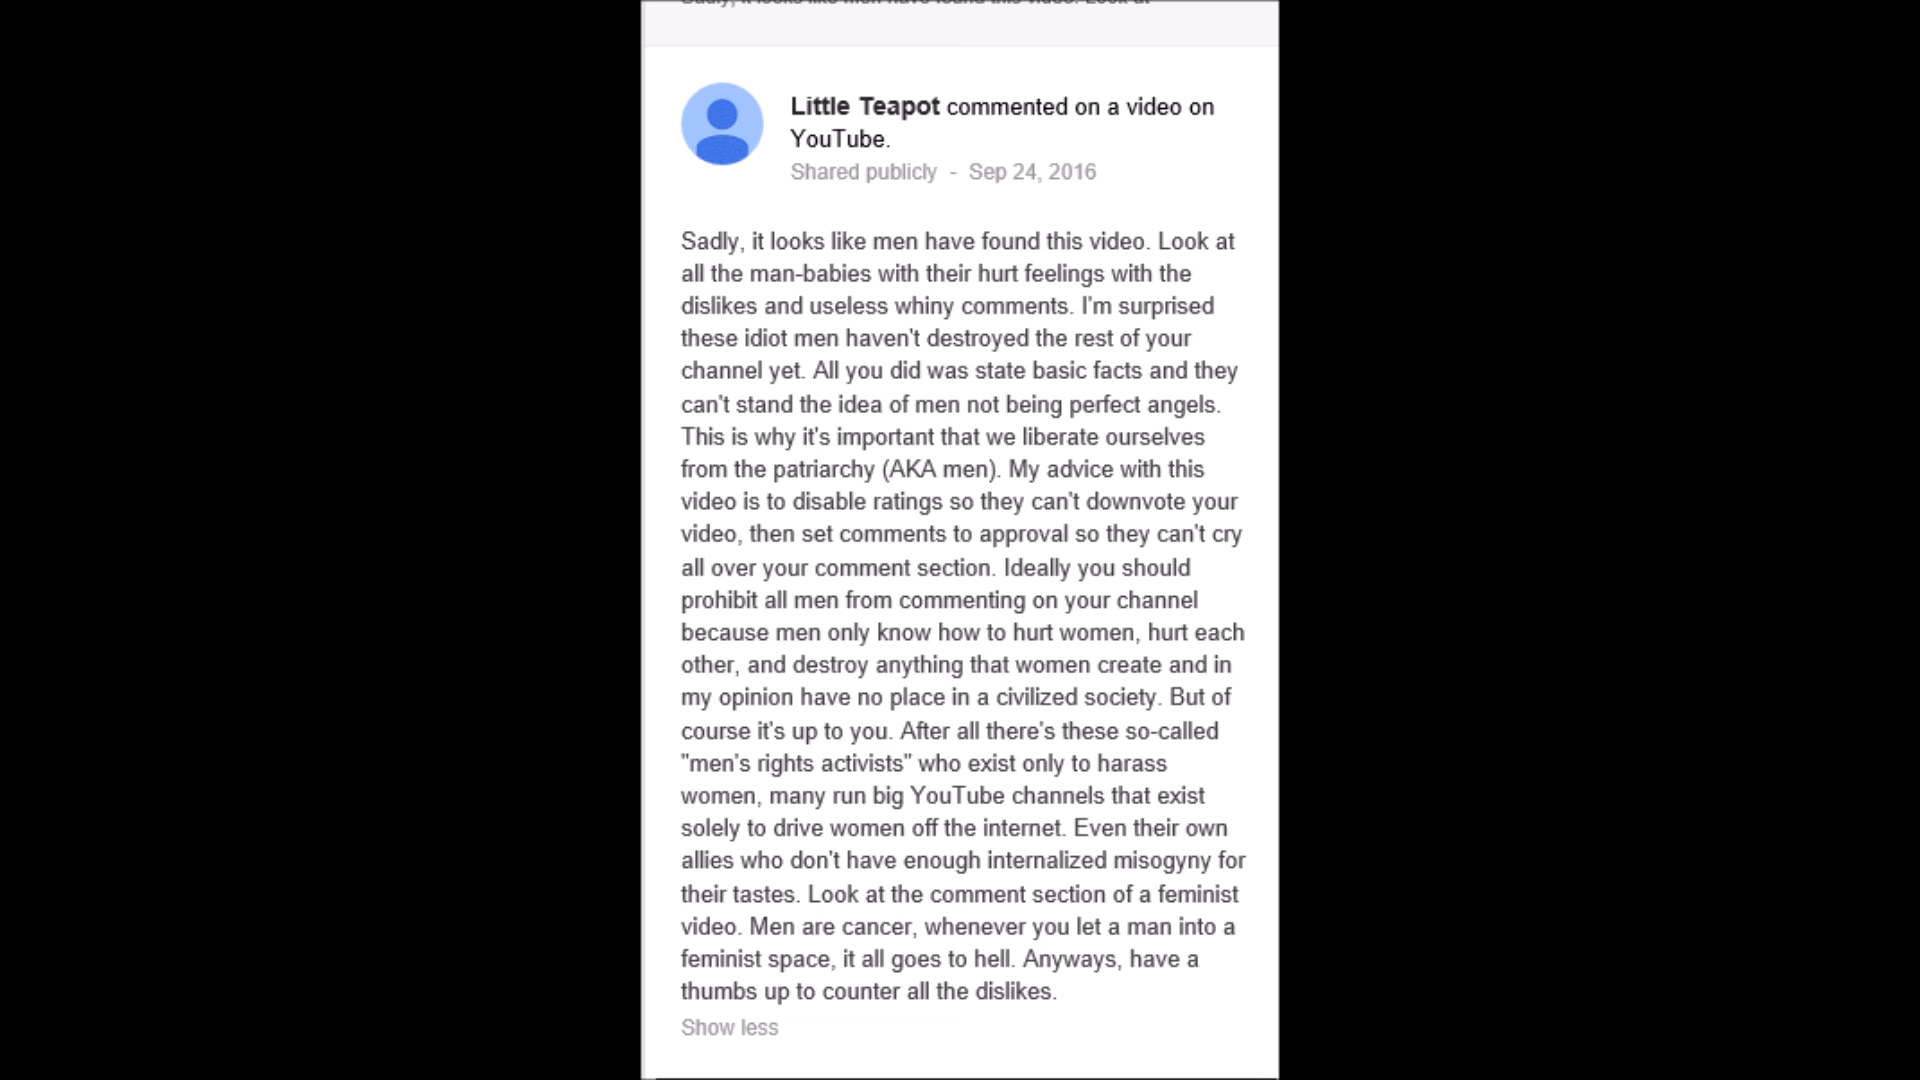 Sadly, it looks like men have found this video. Look at
Little Teapot commented on a video on
YouTube.
Shared publicly - Sep 24, 2016
Sadly, it looks like men have found this video. Look at
all the man-babies with their hurt feelings with the
dislikes and useless whiny comments. I'm surprised
these idiot men haven't destroyed the rest of your
channel yet. All you did was state basic facts and they
can't stand the idea of men not being perfect angels.
This is why it's important that we liberate ourselves
from the patriarchy (AKA men). My advice with this
video is to disable ratings so they can't downvote your
video, then set comments to approval so they can't cry
all over your comment section. Ideally you should
prohibit all men from commenting on your channel
because men only know how to hurt women, hurt each
other, and destroy anything that women create and in
my opinion have no place in a civilized society. But of
course it's up to you. After all there's these so-called
"men's rights activists" who exist only to harass
women, many run big YouTube channels that exist
solely to drive women off the internet. Even their own
allies who don't have enough internalized misogyny for
their tastes. Look at the comment section of a feminist
video. Men are cancer, whenever you let a man into a
feminist space, it all goes to hell. Anyways, have a
thumbs up to counter all the dislikes.
Show less